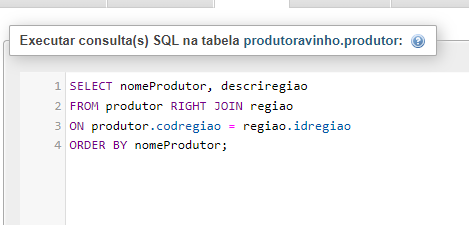 Executar consulta(s) SQL na tabela produtoravinho.produtor:
1 SELECT nomeProdutor, descriregiao
2 FROM produtor RIGHT JOIN regiao
3 ON produtor.codregiao = regiao.idregiao
4 ORDER BY nomeProdutor;